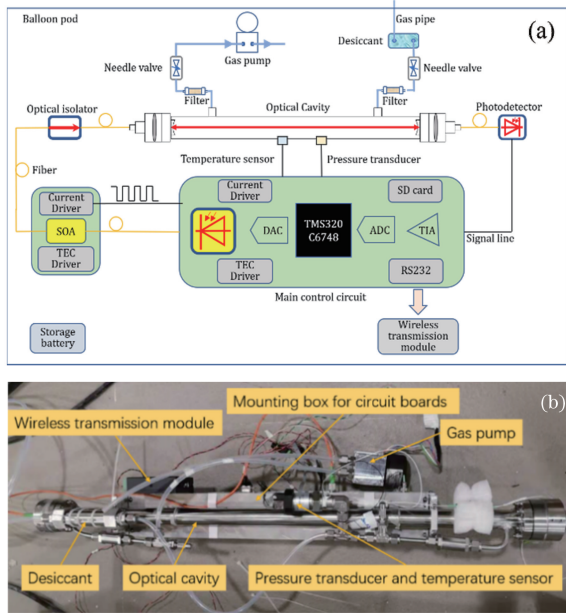 Balloon pod
Gas pipe
Desiccant
(a)
Needle valve
Gas pump
Needle valve
Filter
Filter
Optical isolator
Optical Cavity
Photodetector
Temperature sensor
Pressure transducer
Fiber
Current
Driver
SOA
TEC
Driver
Current
Driver
SD card
DAC
TMS320
C6748
ADC
TIA
TEC
Driver
RS232
Signal line
Main control circuit
Storage
battery
Wireless
transmission
module
(b)
Mounting box for circuit boards
Wireless transmission module
Gas pump
Desiccant
Optical cavity
Pressure transducer and temperature sensor